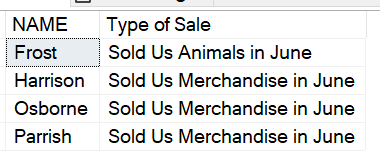 NAME Type of Sale
Frost Sold Us Animals in June
Harrison Sold Us Merchandise in June
Osborne Sold Us Merchandise in June
Parrish Sold Us Merchandise in June